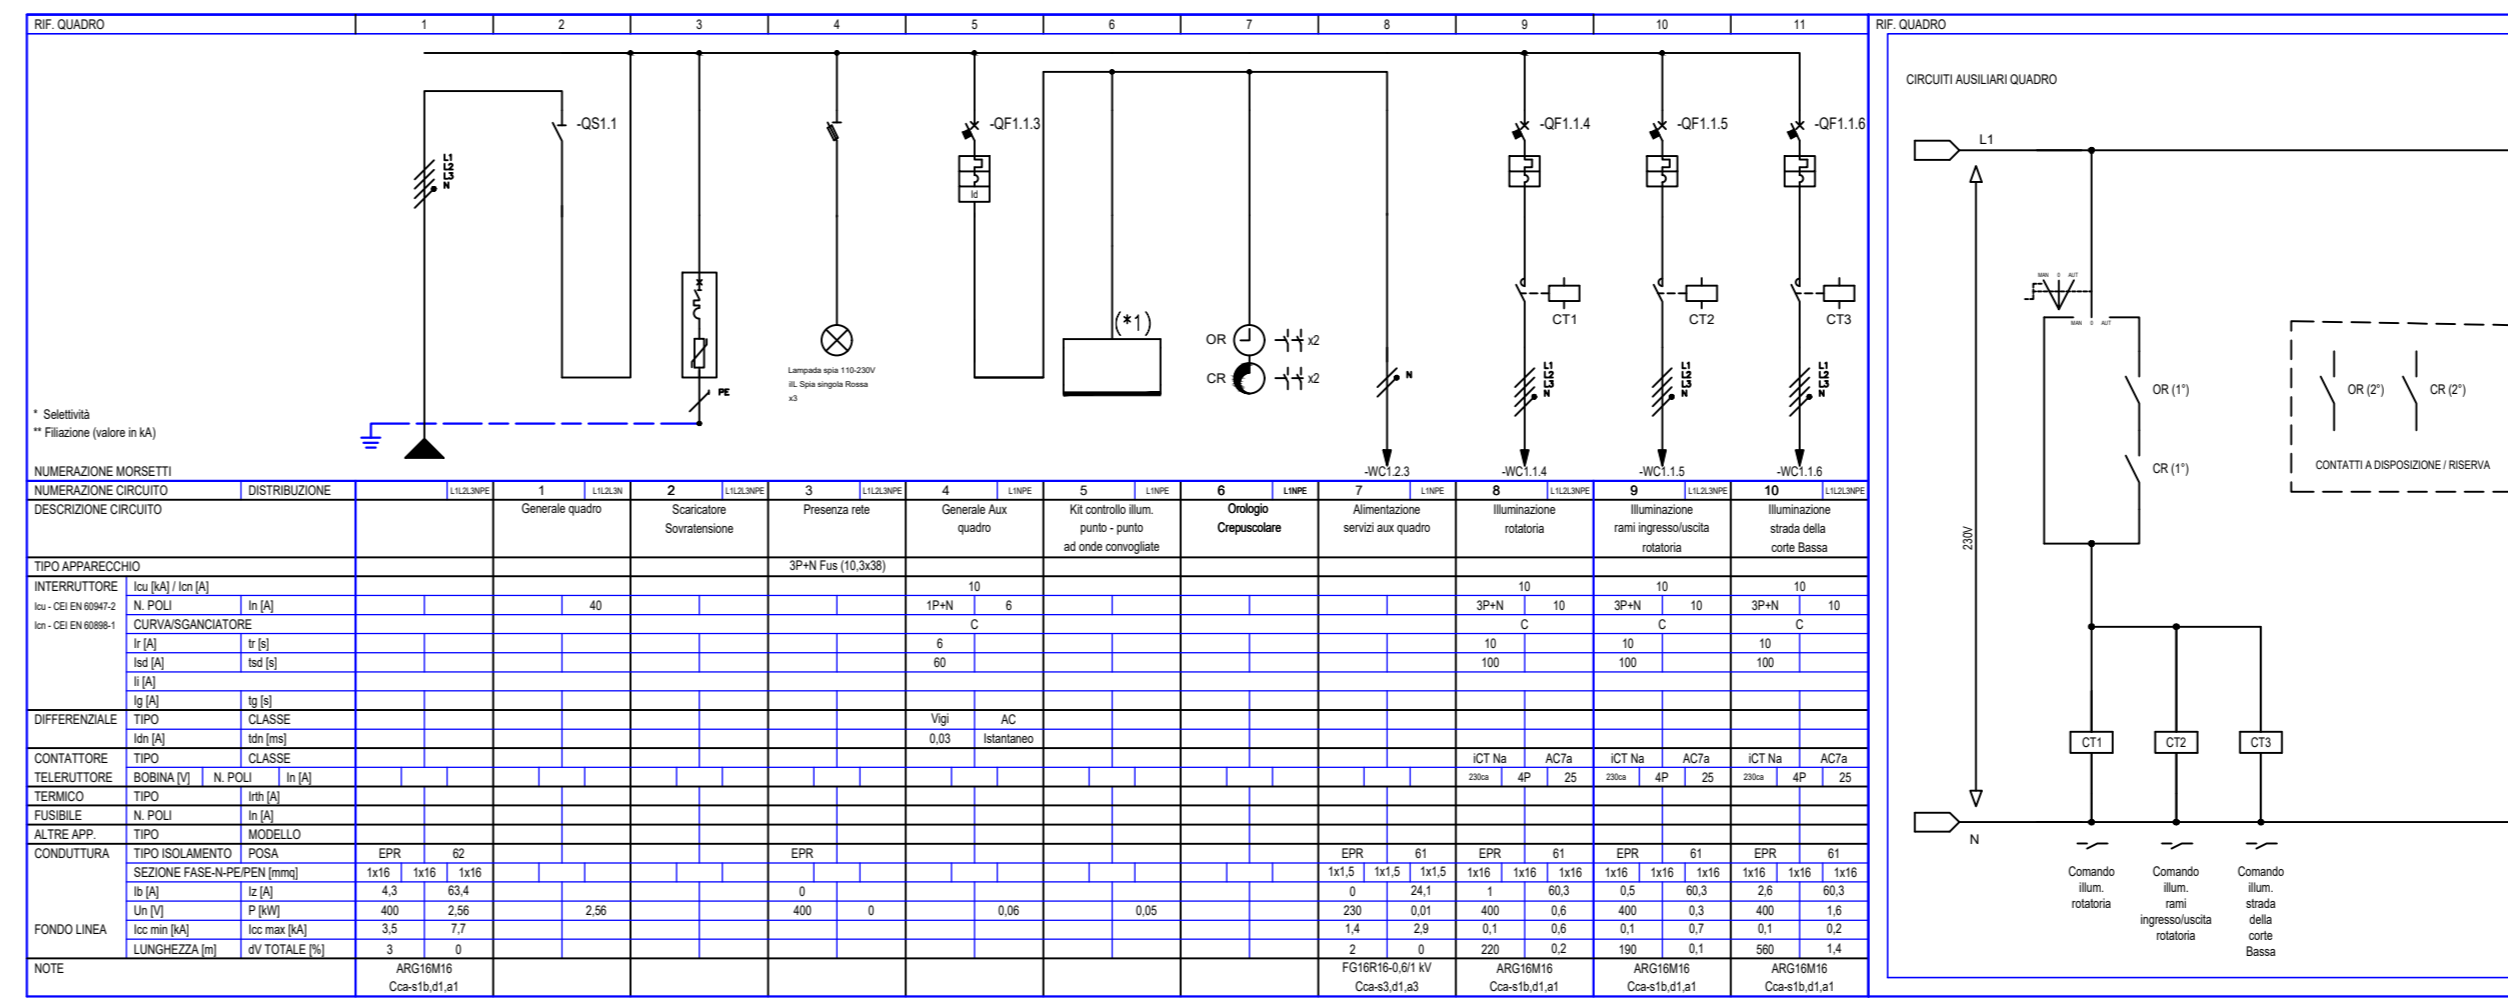 RIF. QUADRO 1 2 3 4 5 6 7 8 9 10 11 RIF. QUADRO
CIRCUITI AUSILIARI QUADRO
-QS1.1 -QF1.1.3 -QF1.1.4 -QF1.1.5 -QF1.1.6
L1
L1
L2
L3
N
Id
MAN 0 AUT
CT1 CT2 CT3
(*1)
MAN 0 AUT
OR x2
CR x2
Lampada spia 110-230V
iIL Spia singola Rossa
x3
PE
N
L1
L2
L3
N
L1
L2
L3
N
L1
L2
L3
N
OR (1°) OR (2°) CR (2°)
CR (1°)
CONTATTI A DISPOSIZIONE / RISERVA
230V
* Selettività
** Filiazione (valore in kA)
NUMERAZIONE MORSETTI -WC1.2.3 -WC1.1.4 -WC1.1.5 -WC1.1.6
NUMERAZIONE CIRCUITO DISTRIBUZIONE L1L2L3NPE 1 L1L2L3N 2 L1L2L3NPE 3 L1L2L3NPE 4 L1NPE 5 L1NPE 6 L1NPE 7 L1NPE 8 L1L2L3NPE 9 L1L2L3NPE 10 L1L2L3NPE
DESCRIZIONE CIRCUITO Generale quadro Scaricatore Presenza rete Generale Aux Kit controllo illum. Orologio Alimentazione Illuminazione Illuminazione Illuminazione
Sovratensione quadro punto - punto Crepuscolare servizi aux quadro rotatoria rami ingresso/uscita strada della
ad onde convogliate rotatoria corte Bassa
TIPO APPARECCHIO 3P+N Fus (10,3x38)
INTERRUTTORE Icu [kA] / Icn [A] 10 10 10 10
Icu - CEI EN 60947-2 N. POLI In [A] 40 1P+N 6 3P+N 10 3P+N 10 3P+N 10
Icn - CEI EN 60898-1 CURVA/SGANCIATORE C C C C
Ir [A] tr [s] 6 10 10 10
Isd [A] tsd [s] 60 100 100 100
Ii [A]
Ig [A] tg [s]
DIFFERENZIALE TIPO CLASSE Vigi AC
Idn [A] tdn [ms] 0,03 Istantaneo
CONTATTORE TIPO CLASSE iCT Na AC7a iCT Na AC7a iCT Na AC7a
TELERUTTORE BOBINA [V] N. POLI In [A] 230ca 4P 25 230ca 4P 25 230ca 4P 25
TERMICO TIPO Irth [A]
FUSIBILE N. POLI In [A]
ALTRE APP. TIPO MODELLO
CONDUTTURA TIPO ISOLAMENTO POSA EPR 62 EPR EPR 61 EPR 61 EPR 61 EPR 61
SEZIONE FASE-N-PE/PEN [mmq] 1x16 1x16 1x16 1x1,5 1x1,5 1x1,5 1x16 1x16 1x16 1x16 1x16 1x16 1x16 1x16 1x16
Ib [A] Iz [A] 4,3 63,4 0 0 24,1 1 60,3 0,5 60,3 2,6 60,3
Un [V] P [kW] 400 2,56 2,56 400 0 0,06 0,05 230 0,01 400 0,6 400 0,3 400 1,6
FONDO LINEA Icc min [kA] Icc max [kA] 3,5 7,7 1,4 2,9 0,1 0,6 0,1 0,7 0,1 0,2
LUNGHEZZA [m] dV TOTALE [%] 3 0 2 0 220 0,2 190 0,1 560 1,4
NOTE ARG16M16 FG16R16-0,6/1 kV ARG16M16 ARG16M16 ARG16M16
Cca-s1b,d1,a1 Cca-s3,d1,a3 Cca-s1b,d1,a1 Cca-s1b,d1,a1 Cca-s1b,d1,a1
CT1 CT2 CT3
N
Comando
illum.
rotatoria
Comando
illum.
rami
ingresso/uscita
rotatoria
Comando
illum.
strada
della
corte
Bassa